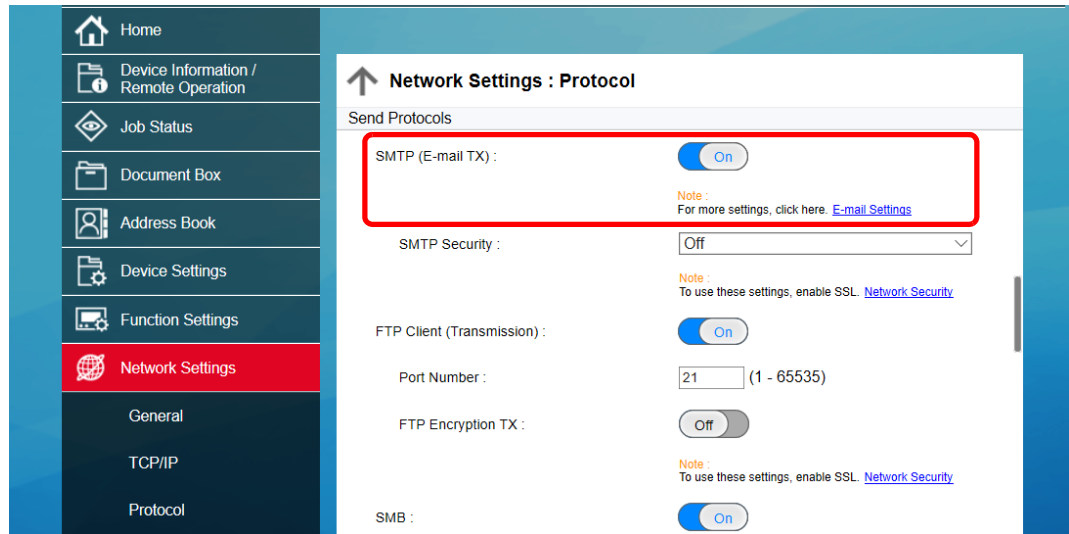 Home
Device Information /
Remote Operation
Job Status
Document Box
Address Book
Device Settings
Function Settings
Network Settings
General
TCP/IP
Protocol
Network Settings : Protocol
Send Protocols
SMTP (E-mail TX) :
On
Note :
For more settings, click here. E-mail Settings
SMTP Security :
Off
Note :
To use these settings, enable SSL. Network Security
FTP Client (Transmission) :
On
Port Number :
21 (1 - 65535)
FTP Encryption TX :
Off
Note :
To use these settings, enable SSL. Network Security
SMB :
On